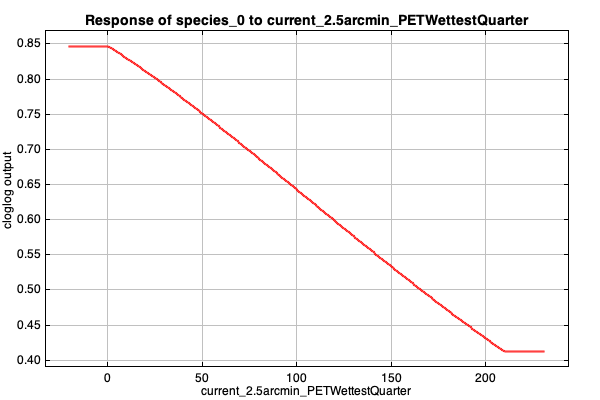 Response of species_0 to current_2.5arcmin_PETWettestQuarter
0.85
0.80
0.75
0.70
0.65
0.60
0.55
0.50
0.45
0.40
cloglog output
0 50 100 150 200
current_2.5arcmin_PETWettestQuarter